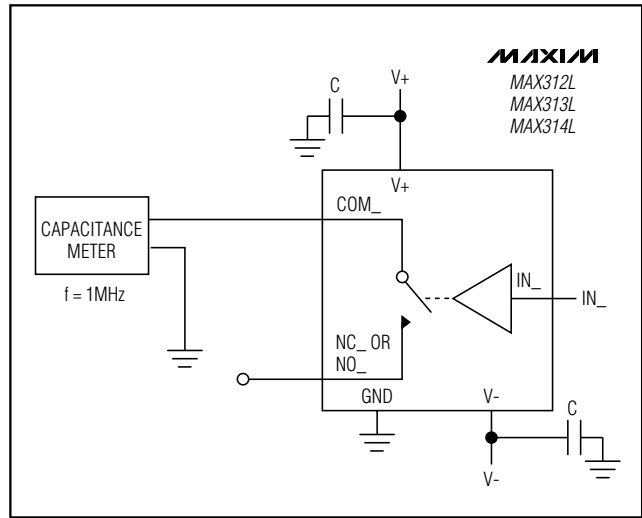 MAXIM
MAX312L
MAX313L
MAX314L
V+
C
V+
COM_
CAPACITANCE
METER
f = 1MHz
IN_
IN_
NC_ OR
NO_
GND
V-
C
V-